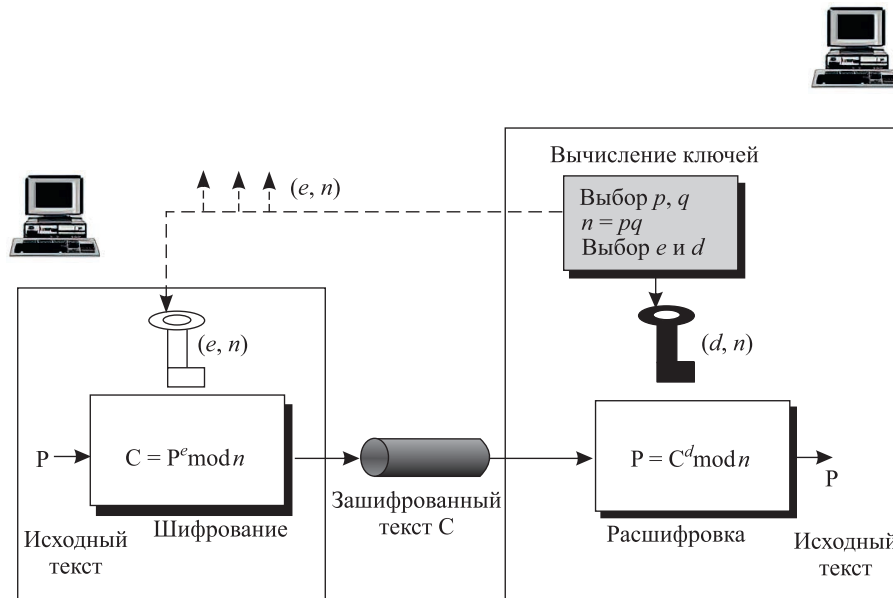 Вычисление ключей
(e, n)
Выбор p, q
n = pq
Выбор e и d
(e, n)
(d, n)
P
C = P^e mod n
P = C^d mod n
P
Шифрование
Зашифрованный
текст C
Расшифровка
Исходный
текст
Исходный
текст